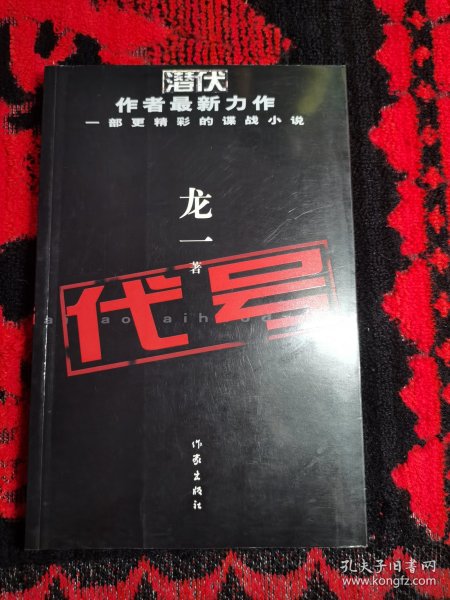 潜伏
作者最新力作
一部更精彩的谍战小说
龙一
著
代号
作家出版社
孔夫子旧书网
www.kongfz.com